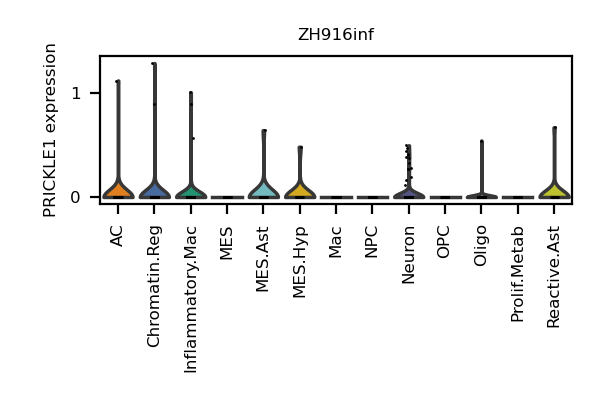 ZH916inf
PRICKLE1 expression
1
0
AC
Chromatin.Reg
Inflammatory.Mac
MES
MES.Ast
MES.Hyp
Mac
NPC
Neuron
OPC
Oligo
Prolif.Metab
Reactive.Ast